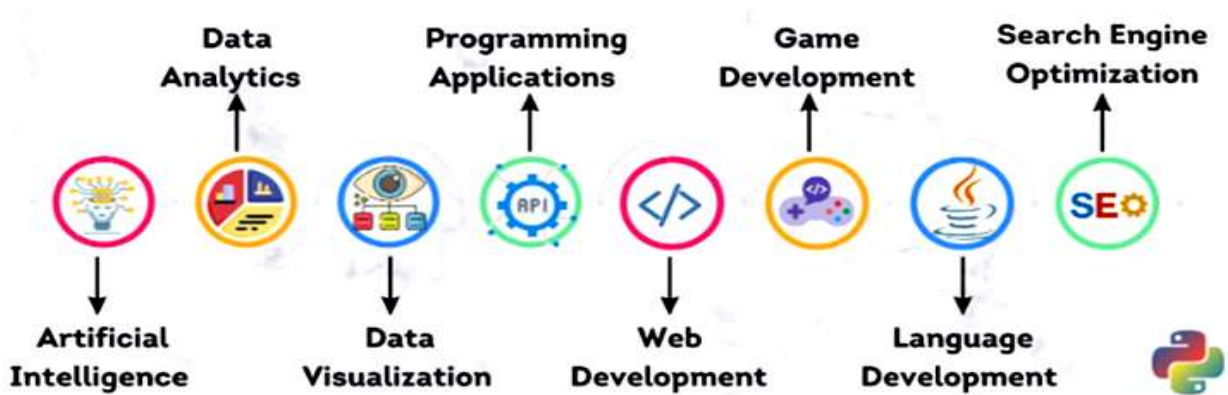 Data
Analytics
Programming
Applications
Game
Development
Search Engine
Optimization
API
</>
</>
SEO
Artificial
Intelligence
Data
Visualization
Web
Development
Language
Development